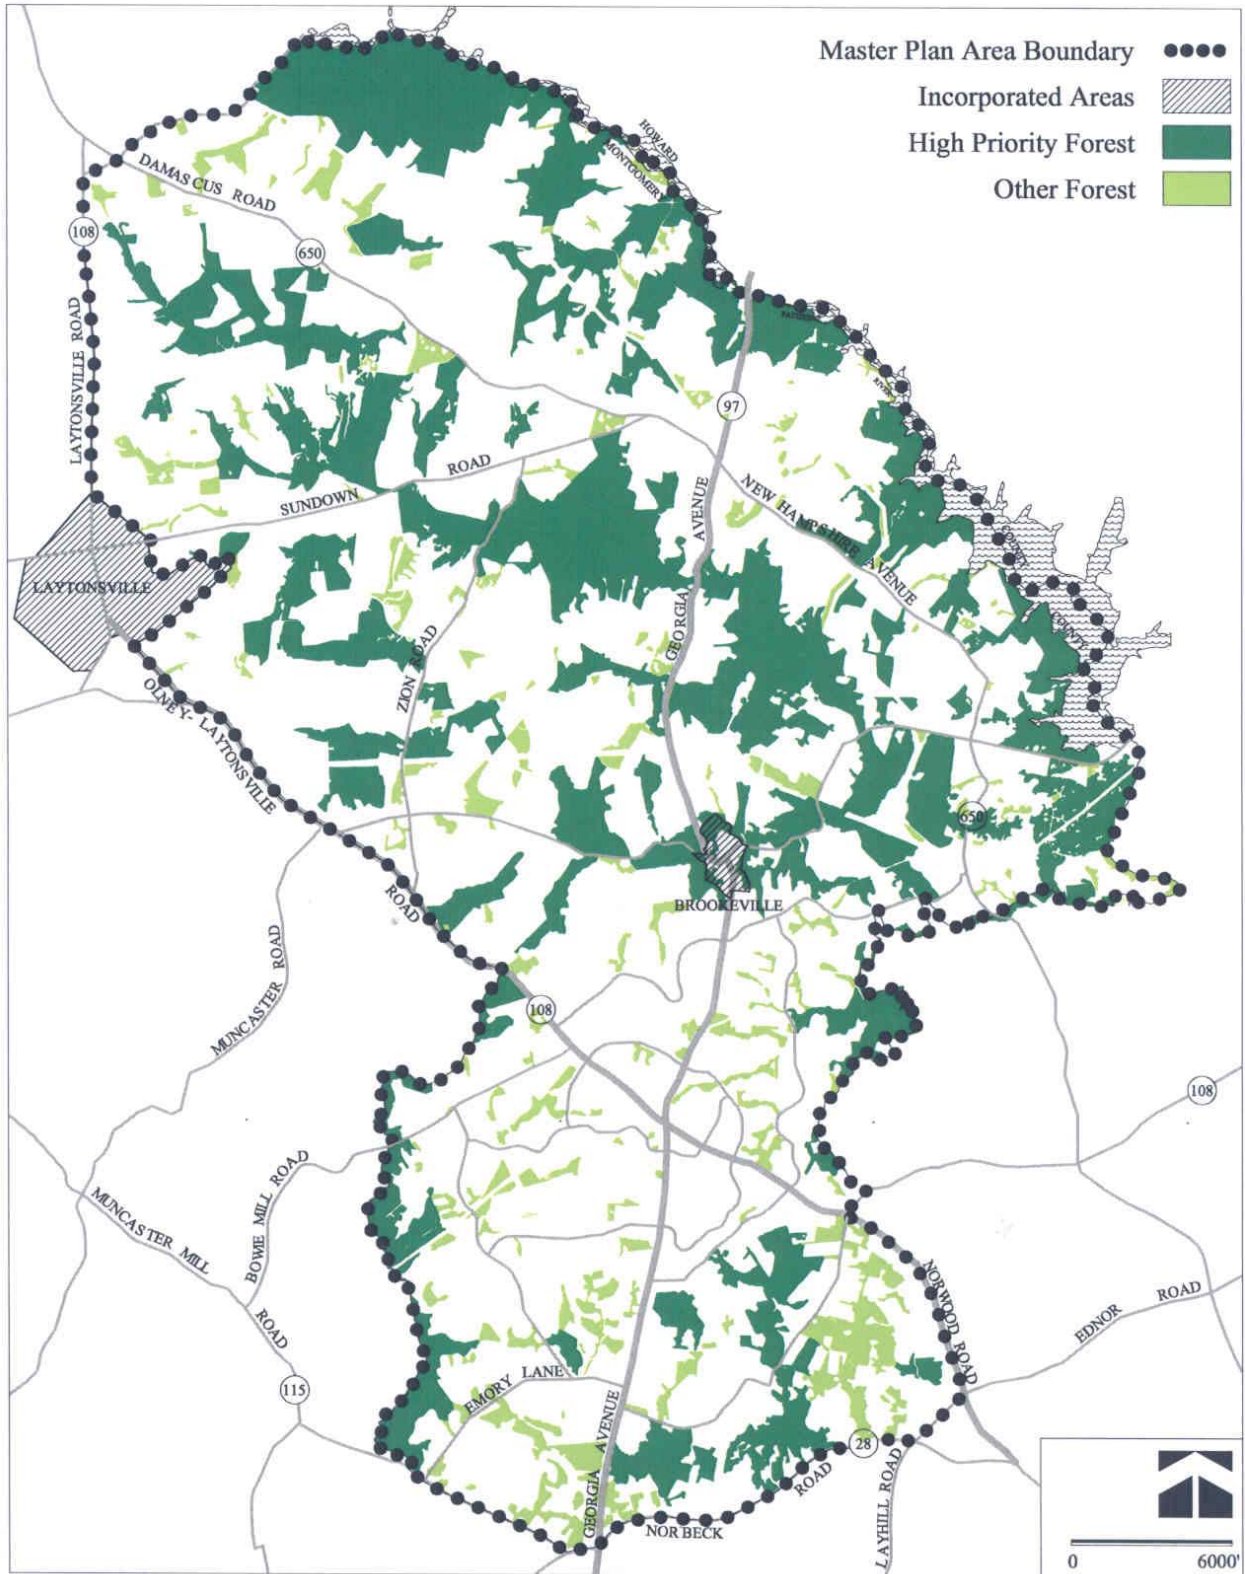 Master Plan Area Boundary
Incorporated Areas
High Priority Forest
Other Forest
HOWARD
MONTGOMERY
DAMASCUS ROAD
108
650
LAYTONSVILLE ROAD
RIVER
97
ROAD
SUNDOWN
AVENUE
NEW HAMPSHIRE AVENUE
COUNTY
LAYTONSVILLE
GEORGIA
COUNTY
ZION ROAD
OLNEY-LAYTONSVILLE
650
ROAD
BROOKEVILLE
MUNCASTER ROAD
108
108
BOWIE MILL ROAD
MUNCASTER MILL
ROAD
NORWOOD ROAD
EDNOR ROAD
EMORY LANE
115
GEORGIA AVENUE
28
ROAD
LAYHILL ROAD
NORBECK
0 6000'